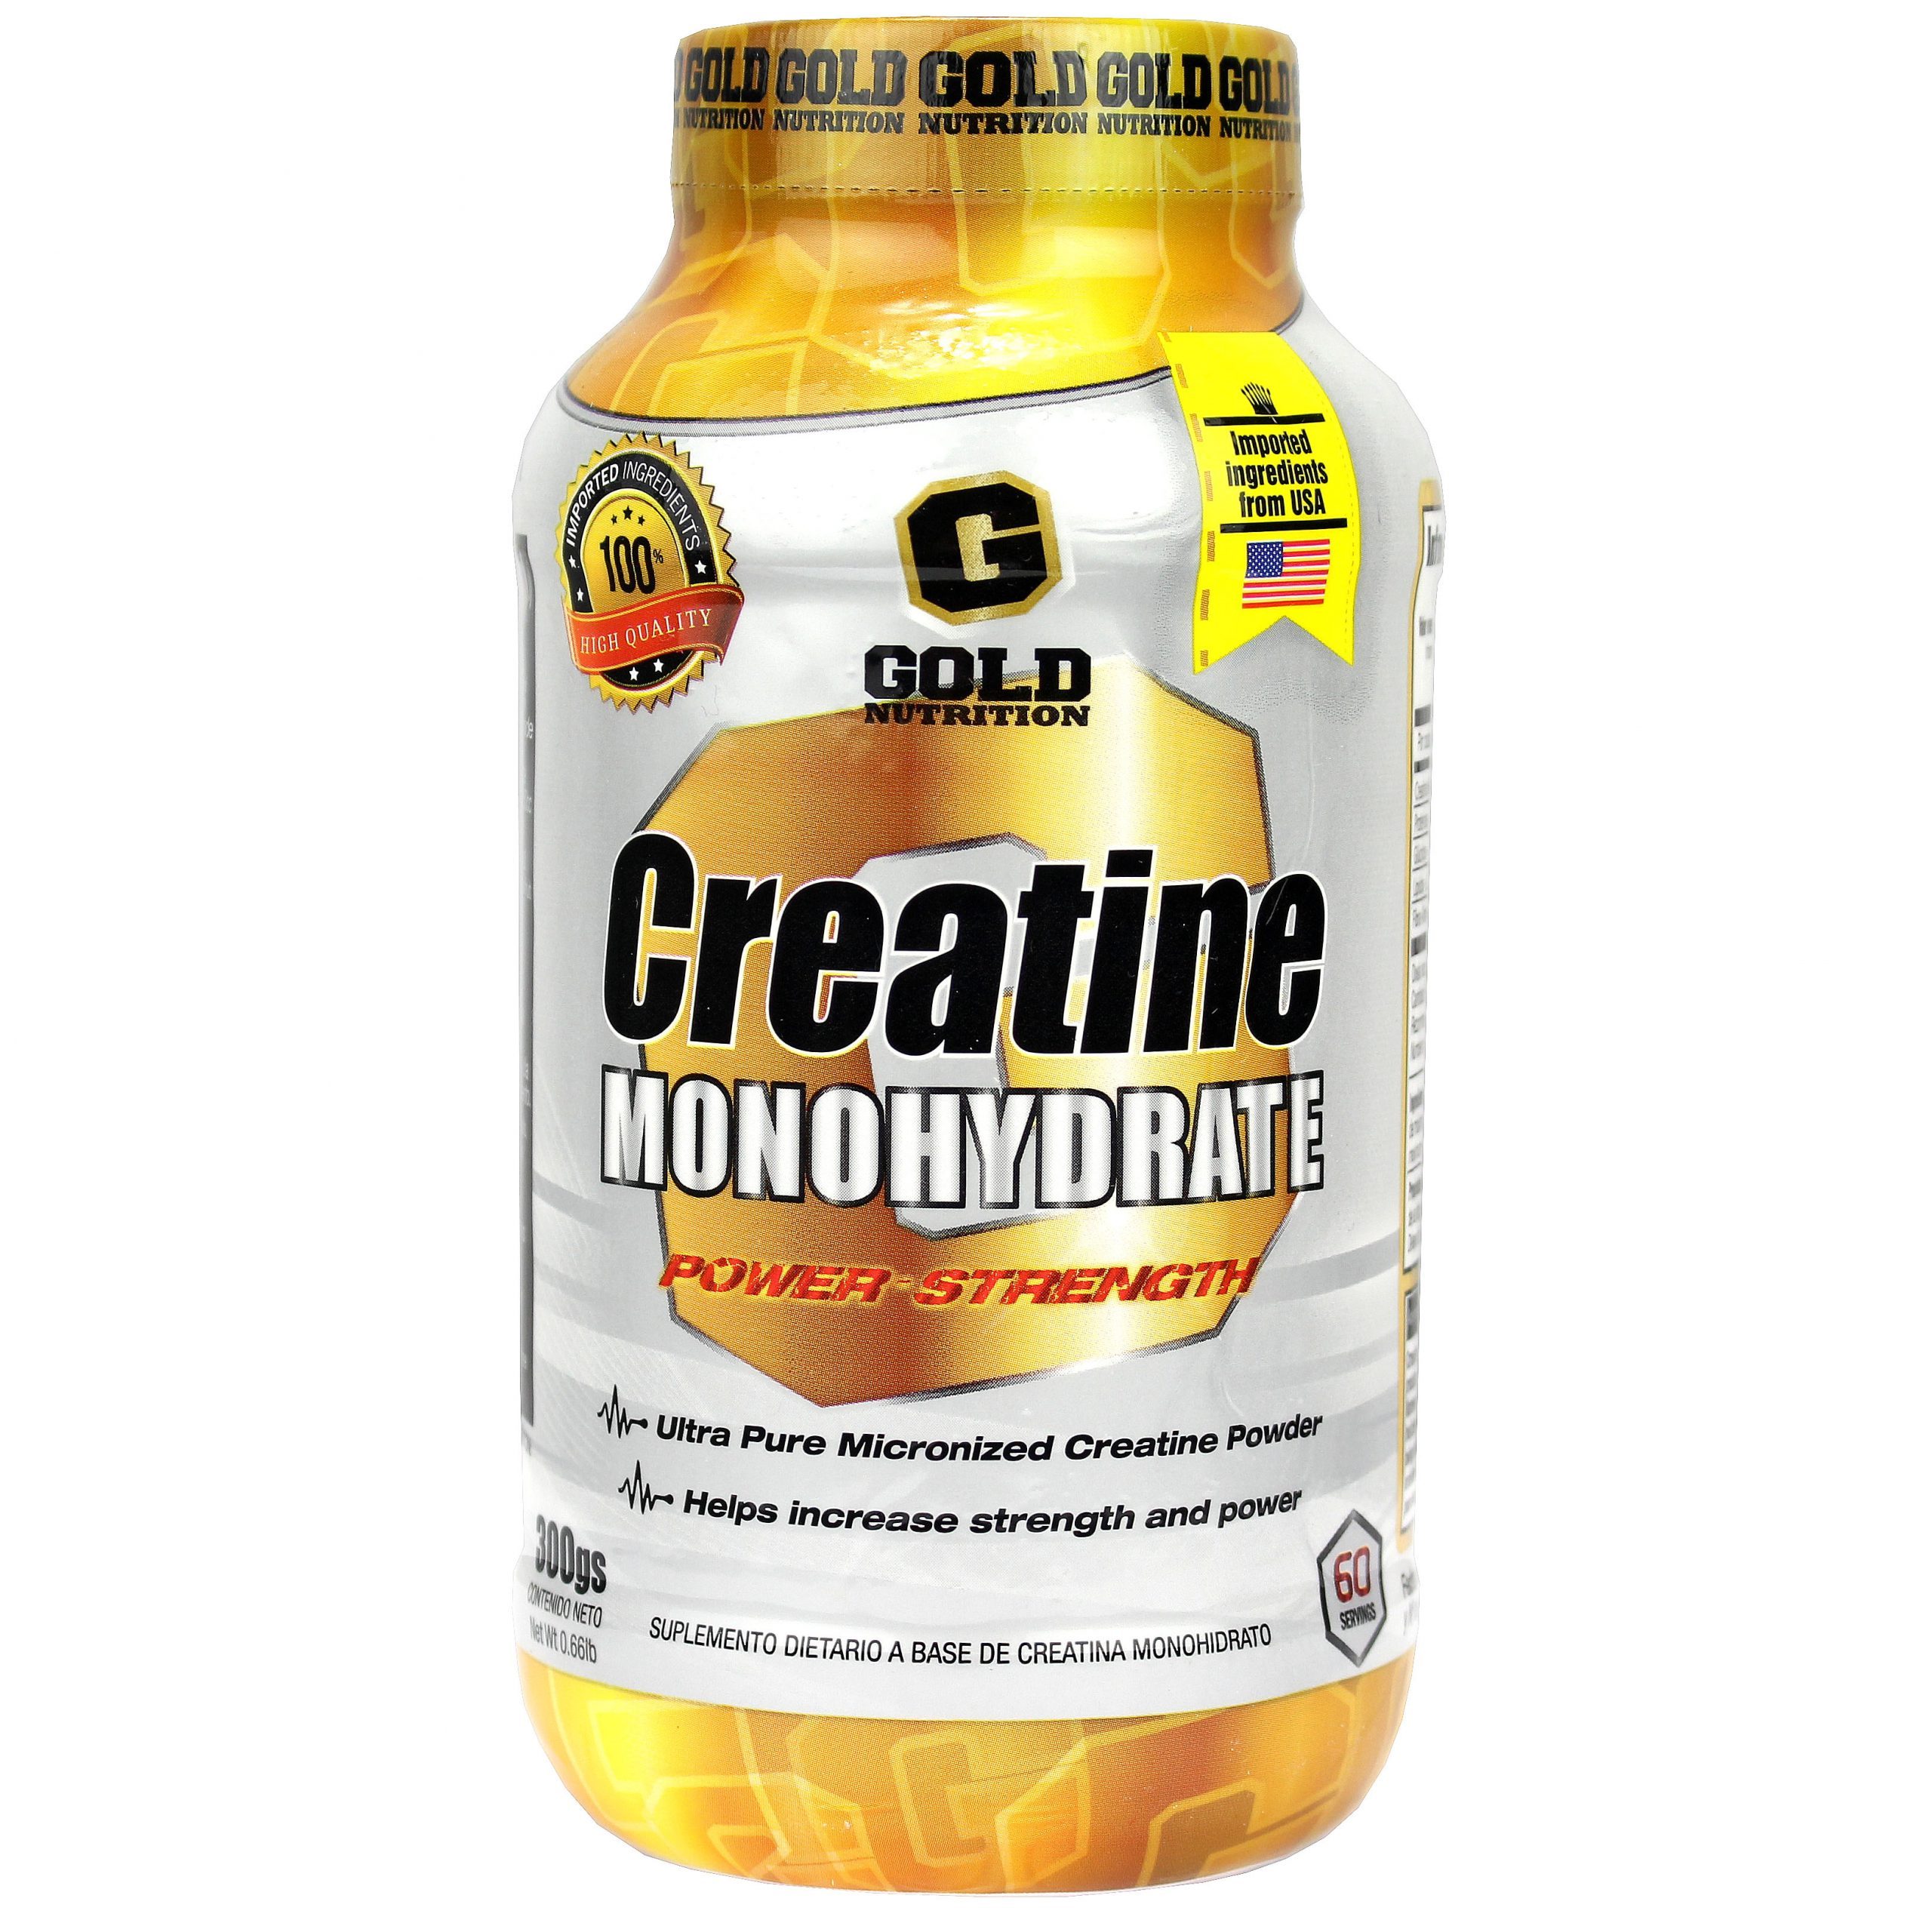 GOLD GOLD GOLD GOLD GOLD
NUTRITION NUTRITION NUTRITION NUTRITION NUTRITION
IMPORTED INGREDIENTS
100%
HIGH QUALITY
Imported
ingredients
from USA
G
GOLD
NUTRITION
Creatine
MONOHYDRATE
POWER-STRENGTH
Ultra Pure Micronized Creatine Powder
Helps increase strength and power
300gs
CONTENIDO NETO
Net Wt 0.66lb
SUPLEMENTO DIETARIO A BASE DE CREATINA MONOHIDRATO
60
SERVINGS